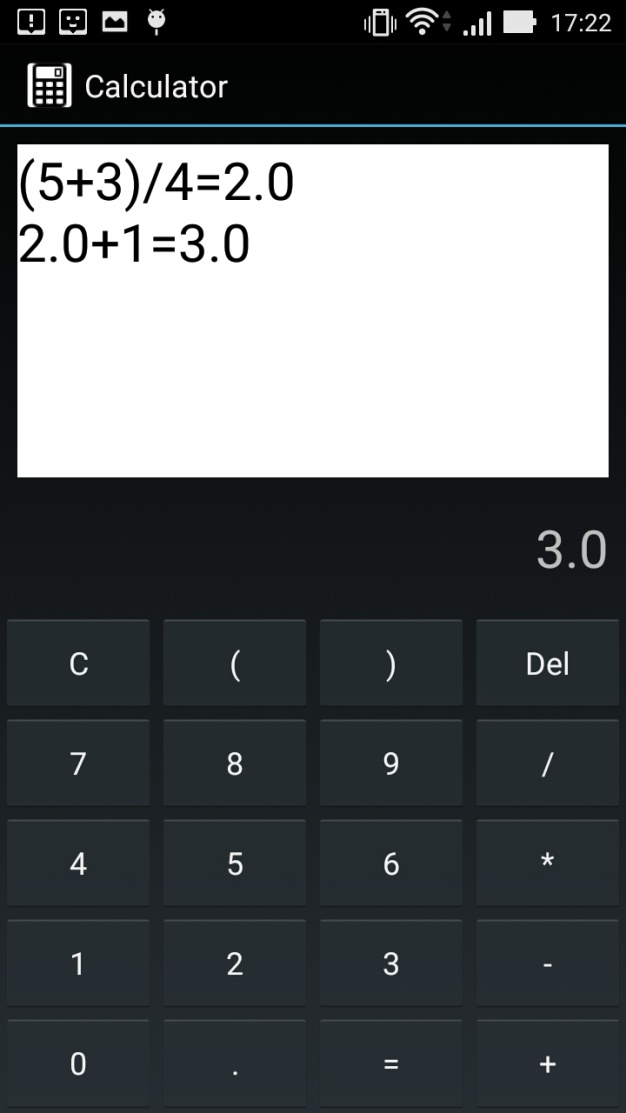 17:22
Calculator
(5+3)/4=2.0
2.0+1=3.0
3.0
C ( ) Del
7 8 9 /
4 5 6 *
1 2 3 -
0 . = +